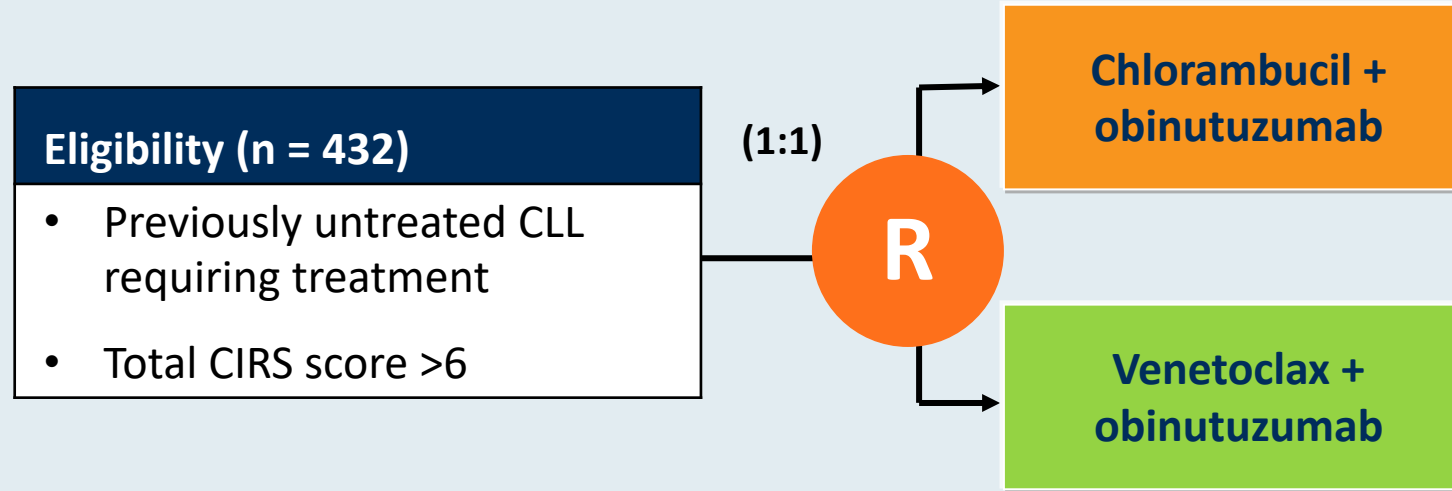 Eligibility (n = 432)
• Previously untreated CLL
requiring treatment
• Total CIRS score >6
(1:1)
R
Chlorambucil +
obinutuzumab
Venetoclax +
obinutuzumab